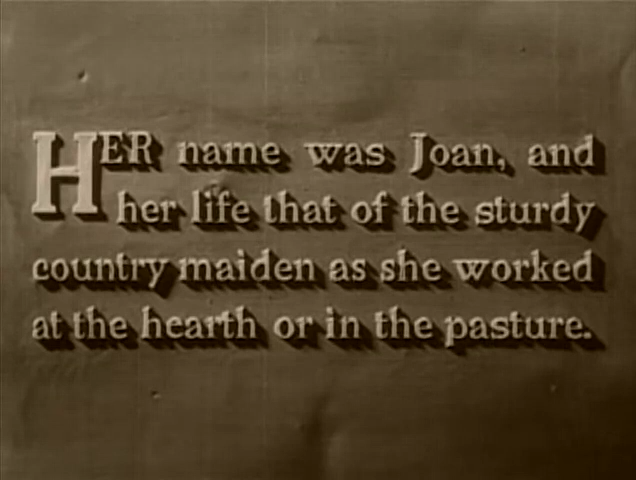 HER name was Joan, and
her life that of the sturdy
country maiden as she worked
at the hearth or in the pasture.